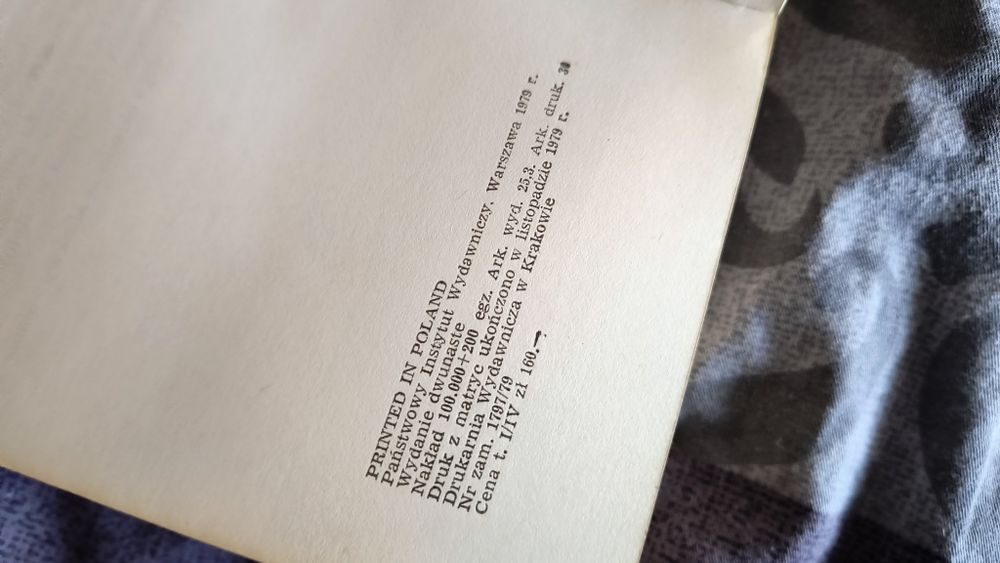 PRINTED IN POLAND
Państwowy Instytut Wydawniczy, Warszawa 1979 r.
Wydanie dwunaste
Nakład 100.000+200 egz. Ark. wyd. 25,3. Ark. druk. 30
Druk z matryc ukończono w listopadzie 1979 r.
Drukarnia Wydawnicza w Krakowie
Nr zam. 1797/79
Cena t. I/IV zł 160.—